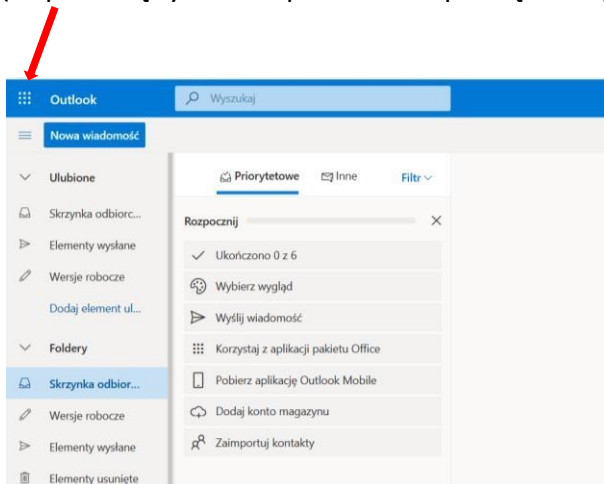 Outlook
Wyszukaj
Nowa wiadomość
Ulubione
Skrzynka odbiorc...
Elementy wysłane
Wersje robocze
Dodaj element ul...
Foldery
Skrzynka odbior...
Wersje robocze
Elementy wysłane
Elementy usunięte
Priorytetowe
Inne
Filtr
Rozpocznij
Ukończono 0 z 6
Wybierz wygląd
Wyślij wiadomość
Korzystaj z aplikacji pakietu Office
Pobierz aplikację Outlook Mobile
Dodaj konto magazynu
Zaimportuj kontakty